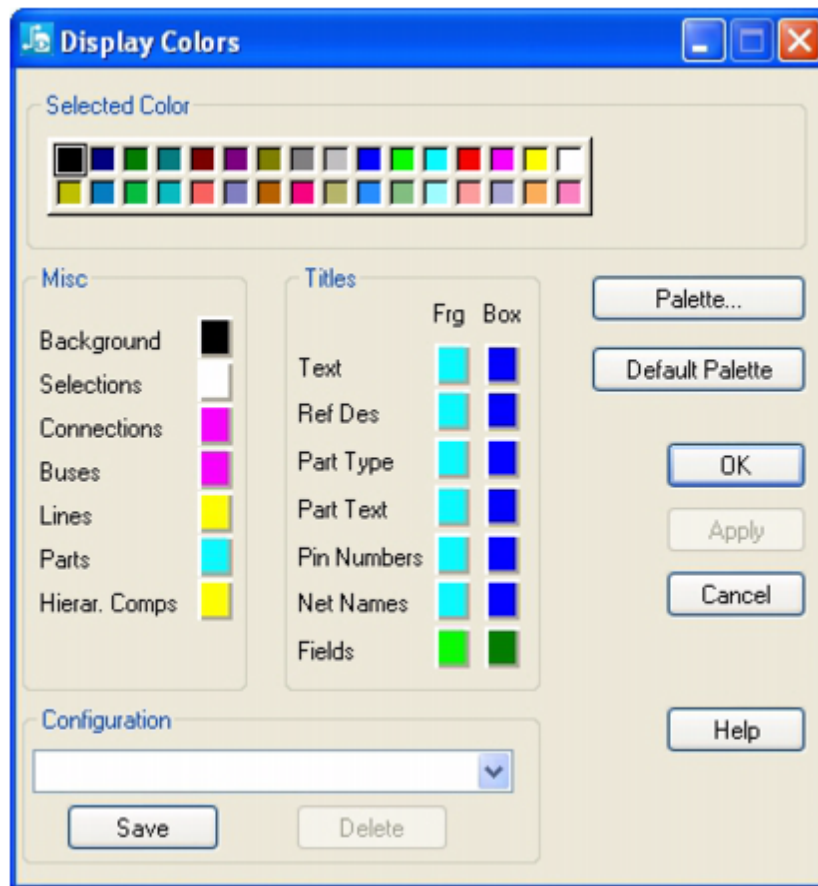 Display Colors
Selected Color
Misc
Background
Selections
Connections
Buses
Lines
Parts
Hierar. Comps
Titles
Frg Box
Text
Ref Des
Part Type
Part Text
Pin Numbers
Net Names
Fields
Palette...
Default Palette
OK
Apply
Cancel
Help
Configuration
Save
Delete